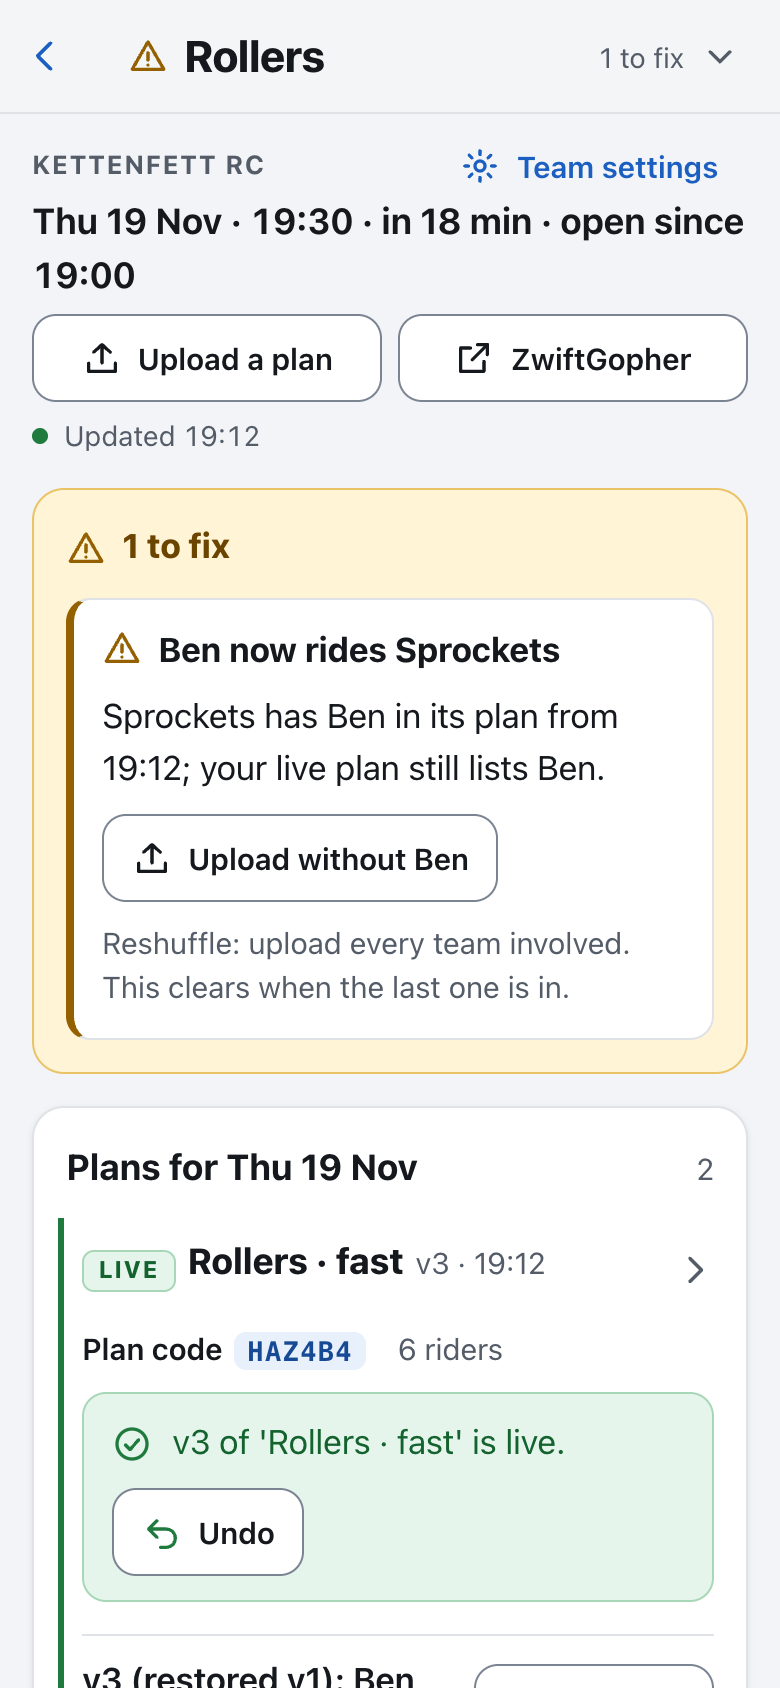 Rollers
1 to fix
KETTENFETT RC
Team settings
Thu 19 Nov · 19:30 · in 18 min · open since
19:00
Upload a plan
ZwiftGopher
Updated 19:12
1 to fix
Ben now rides Sprockets
Sprockets has Ben in its plan from
19:12; your live plan still lists Ben.
Upload without Ben
Reshuffle: upload every team involved.
This clears when the last one is in.
Plans for Thu 19 Nov
2
LIVE Rollers · fast v3 · 19:12
Plan code HAZ4B4 6 riders
v3 of 'Rollers · fast' is live.
Undo
v3 (restored v1): Ben